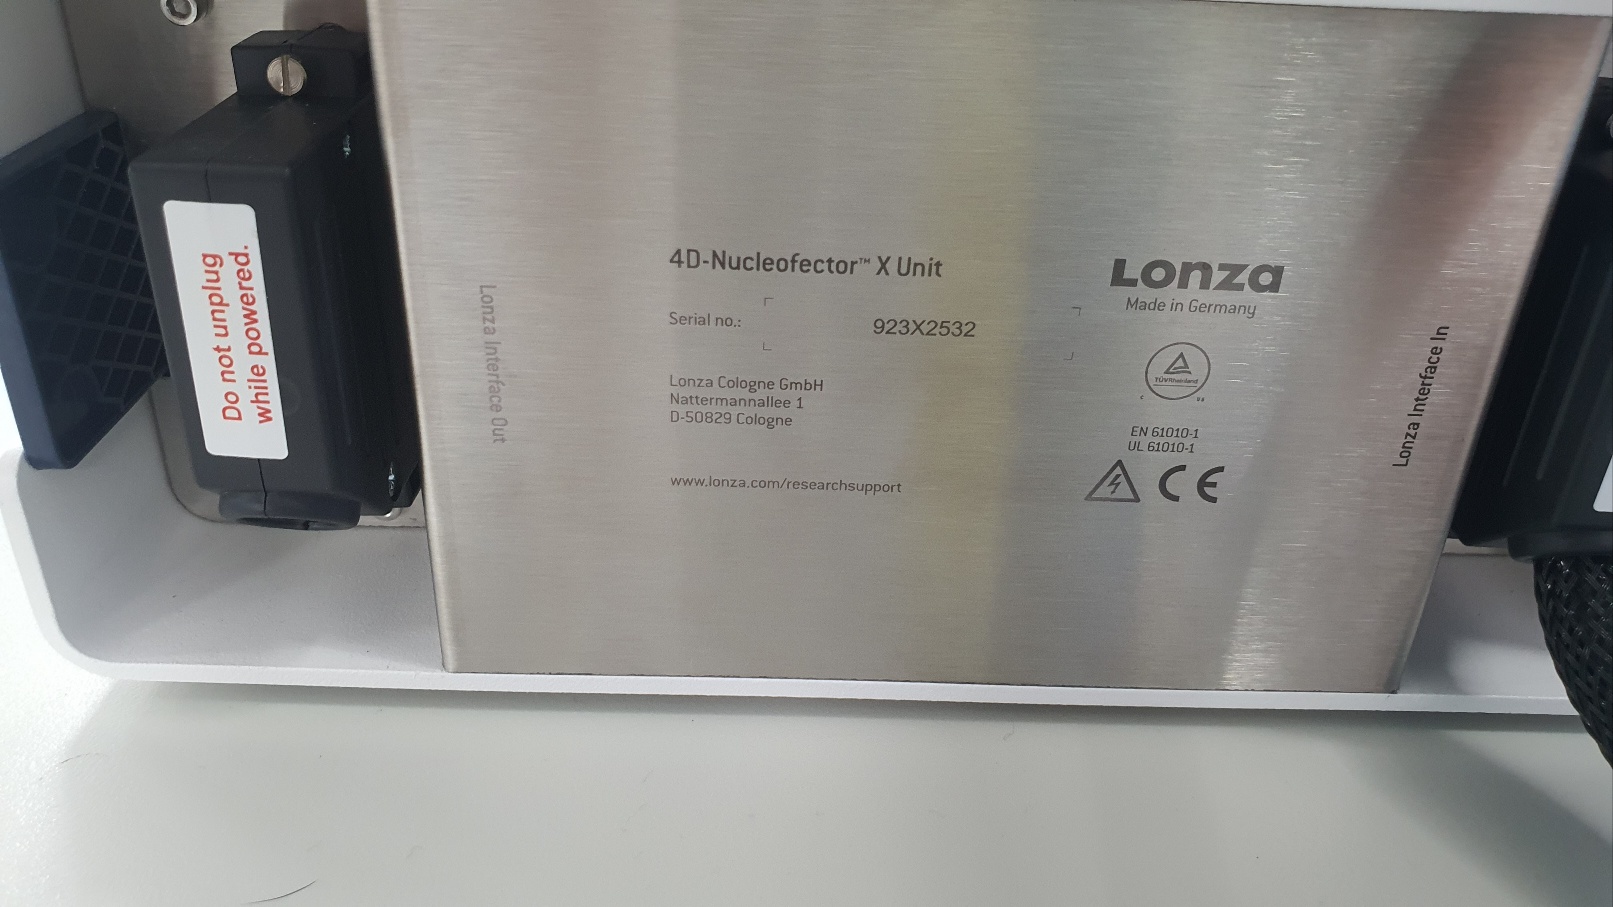 Do not unplug
while powered.
Lonza Interface Out
4D-Nucleofector™ X Unit
Serial no.:
923X2532
Lonza Cologne GmbH
Nattermannallee 1
D-50829 Cologne
www.lonza.com/researchsupport
Lonza
Made in Germany
TÜVRheinland
C US
EN 61010-1
UL 61010-1
CE
Lonza Interface In